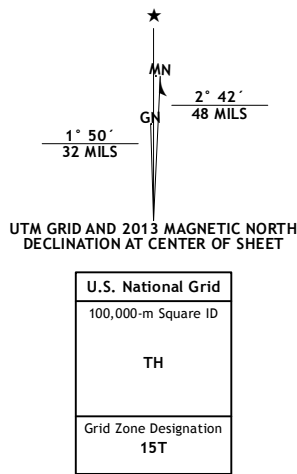 ★
MN
GN
2° 42´
48 MILS
1° 50´
32 MILS
UTM GRID AND 2013 MAGNETIC NORTH
DECLINATION AT CENTER OF SHEET
U.S. National Grid
100,000-m Square ID
TH
Grid Zone Designation
15T